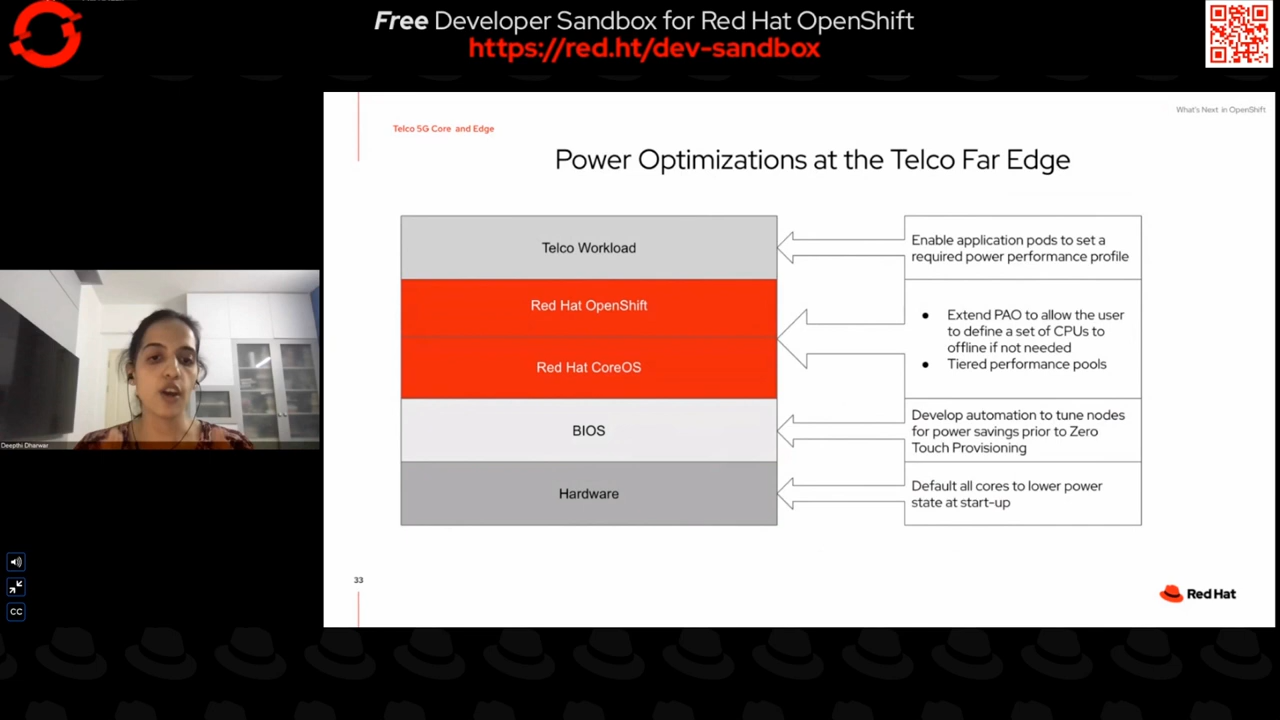 Free Developer Sandbox for Red Hat OpenShift
https://red.ht/dev-sandbox
What's Next in OpenShift
Telco 5G Core and Edge
Power Optimizations at the Telco Far Edge
Telco Workload
Enable application pods to set a
required power performance profile
Red Hat OpenShift
Red Hat CoreOS
● Extend PAO to allow the user
to define a set of CPUs to
offline if not needed
● Tiered performance pools
BIOS
Develop automation to tune nodes
for power savings prior to Zero
Touch Provisioning
Hardware
Default all cores to lower power
state at start-up
Deepthi Dharwar
CC
33
Red Hat